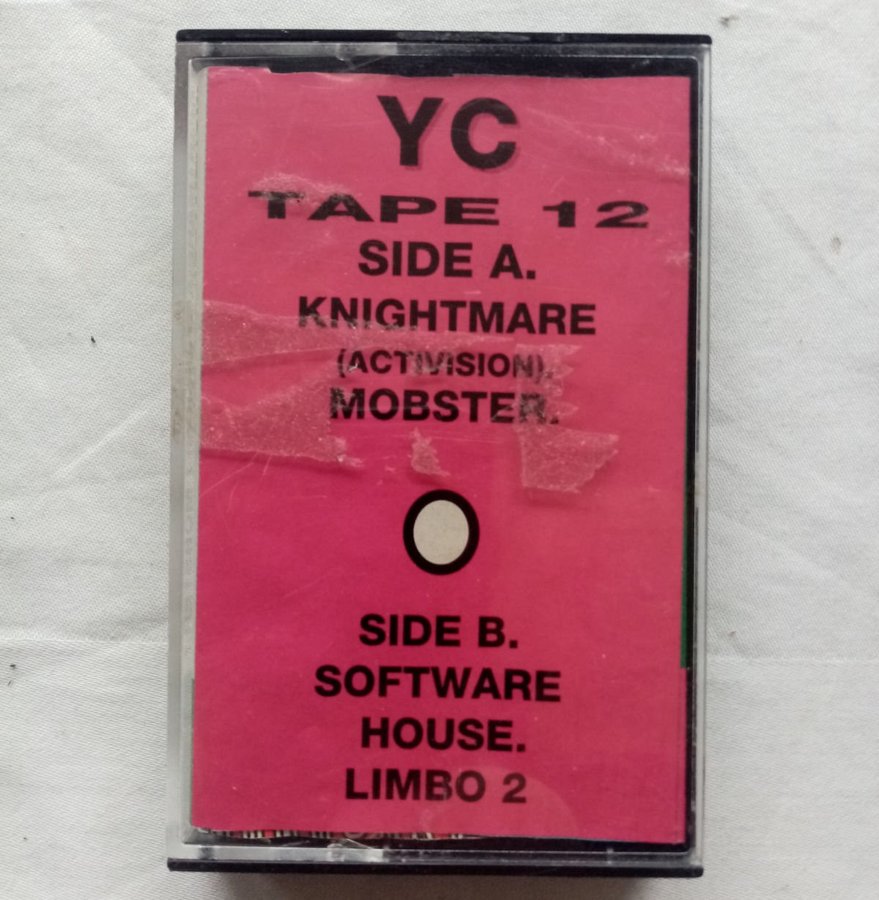 YC
TAPE 12
SIDE A.
KNIGHTMARE
(ACTIVISION).
MOBSTER.
SIDE B.
SOFTWARE
HOUSE.
LIMBO 2